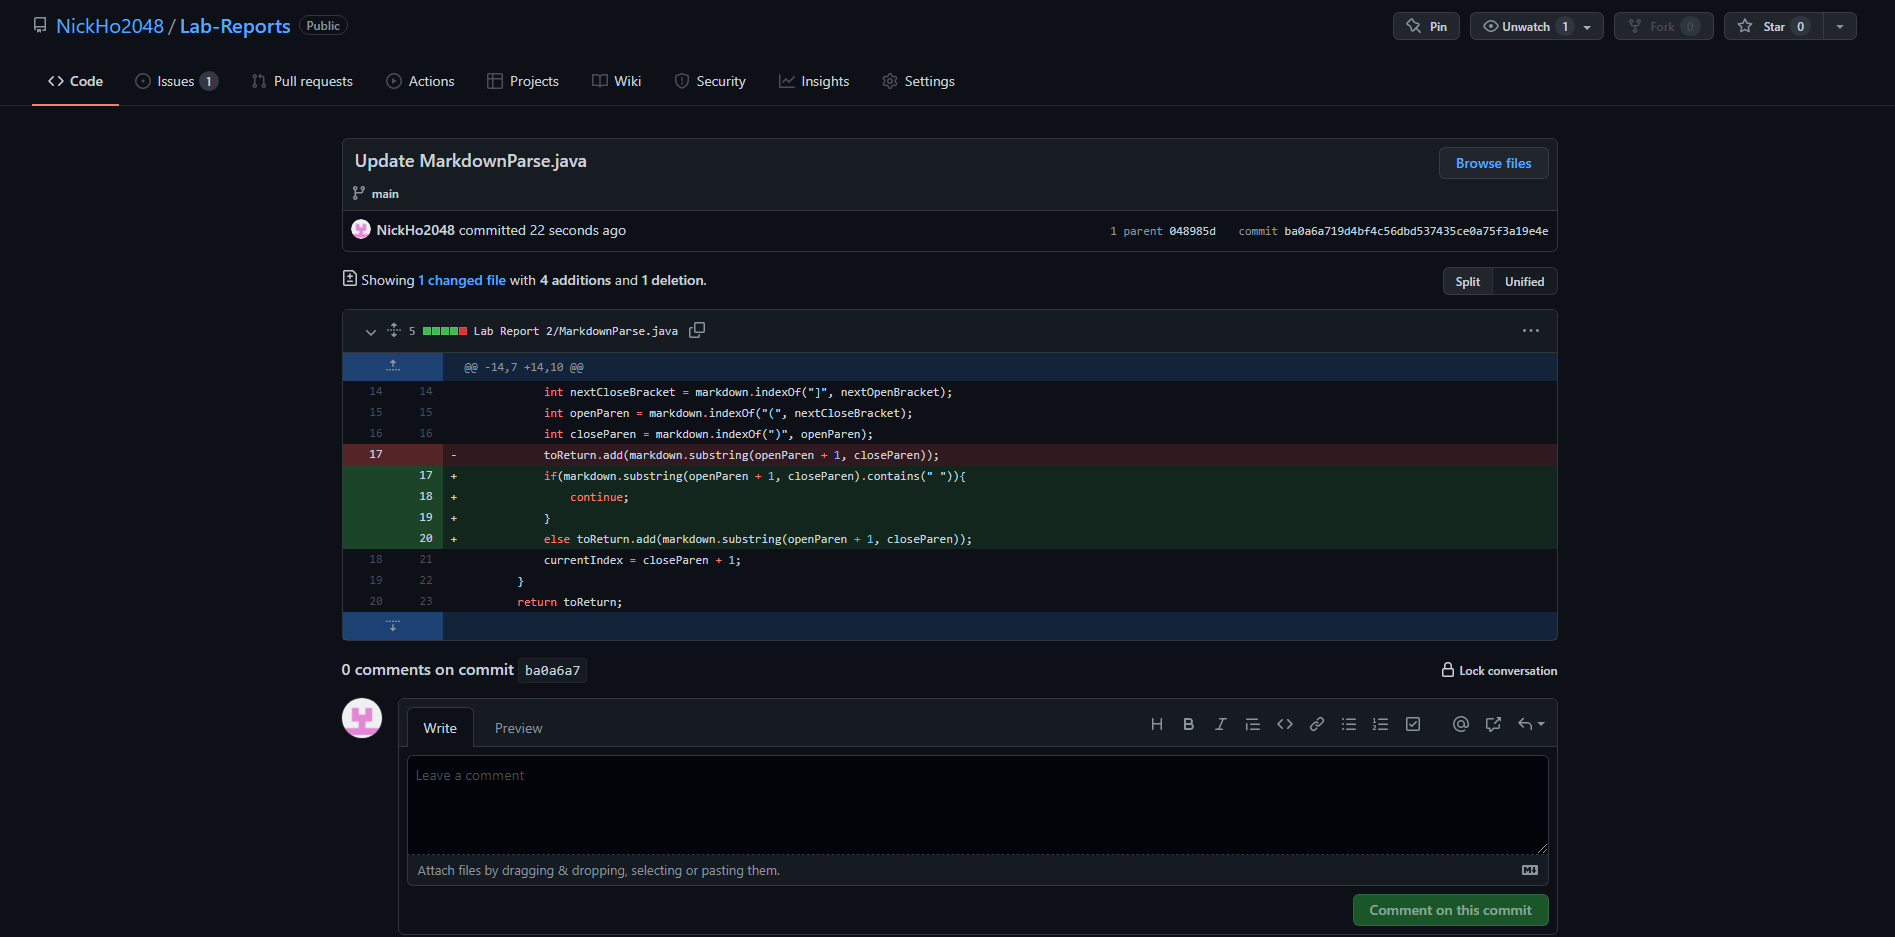 NickHo2048 / Lab-Reports Public
Pin Unwatch 1 Fork 0 Star 0
Code Issues 1 Pull requests Actions Projects Wiki Security Insights Settings
Update MarkdownParse.java
Browse files
main
NickHo2048 committed 22 seconds ago 1 parent 048985d commit ba0a6a719d4bf4c56dbd537435ce0a75f3a19e4e
Showing 1 changed file with 4 additions and 1 deletion. Split Unified
5 Lab Report 2/MarkdownParse.java
@@ -14,7 +14,10 @@
14 14 int nextCloseBracket = markdown.indexOf("]", nextOpenBracket);
15 15 int openParen = markdown.indexOf("(", nextCloseBracket);
16 16 int closeParen = markdown.indexOf(")", openParen);
17 - toReturn.add(markdown.substring(openParen + 1, closeParen));
17 + if(markdown.substring(openParen + 1, closeParen).contains(" ")){
18 + continue;
19 + }
20 + else toReturn.add(markdown.substring(openParen + 1, closeParen));
18 21 currentIndex = closeParen + 1;
19 22 }
20 23 return toReturn;
0 comments on commit ba0a6a7 Lock conversation
Write Preview
Leave a comment
Attach files by dragging & dropping, selecting or pasting them.
Comment on this commit